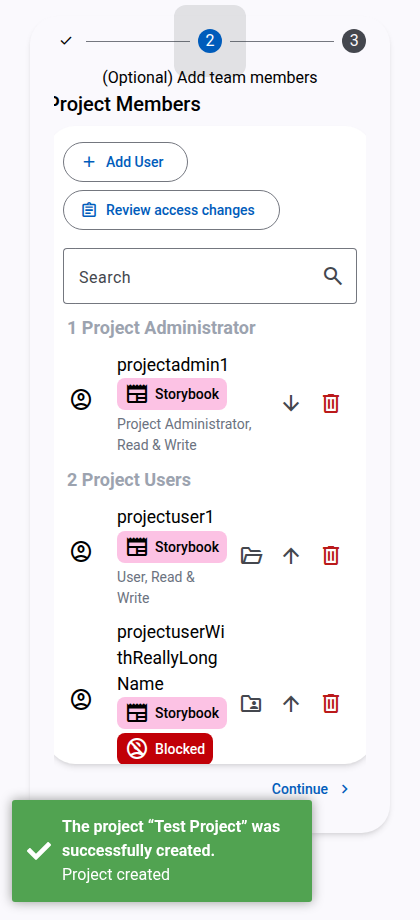 2
3
(Optional) Add team members
Project Members
Add User
Review access changes
Search
1 Project Administrator
projectadmin1
Storybook
Project Administrator,
Read & Write
2 Project Users
projectuser1
Storybook
User, Read &
Write
projectuserWi
thReallyLong
Name
Storybook
Blocked
Continue
The project “Test Project” was
successfully created.
Project created